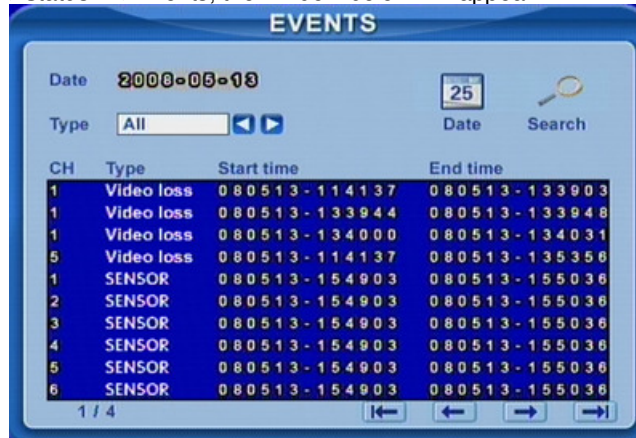 EVENTS
Date 2008-05-13
25
Type All Date Search
CH Type Start time End time
1 Video loss 080513-114137 080513-133903
1 Video loss 080513-133944 080513-133948
1 Video loss 080513-134000 080513-134031
5 Video loss 080513-114137 080513-135356
1 SENSOR 080513-154903 080513-155036
2 SENSOR 080513-154903 080513-155036
3 SENSOR 080513-154903 080513-155036
4 SENSOR 080513-154903 080513-155036
5 SENSOR 080513-154903 080513-155036
6 SENSOR 080513-154903 080513-155036
1 / 4